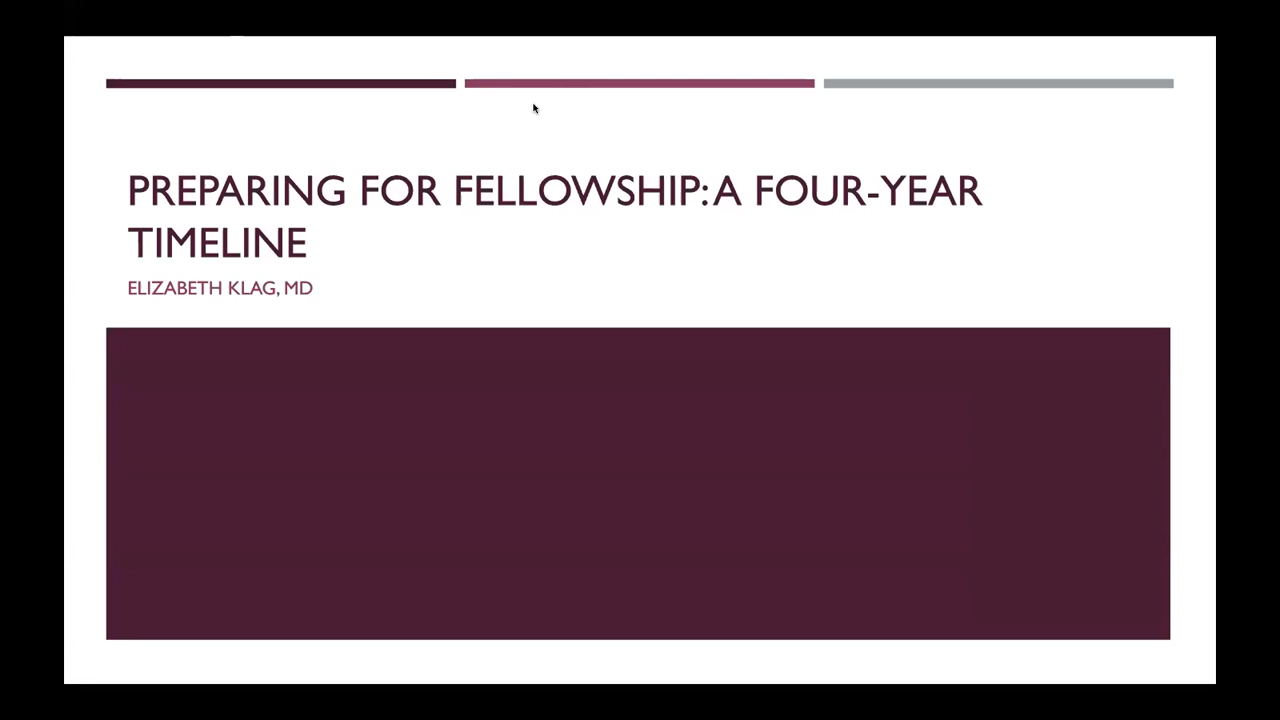 PREPARING FOR FELLOWSHIP: A FOUR-YEAR
TIMELINE
ELIZABETH KLAG, MD